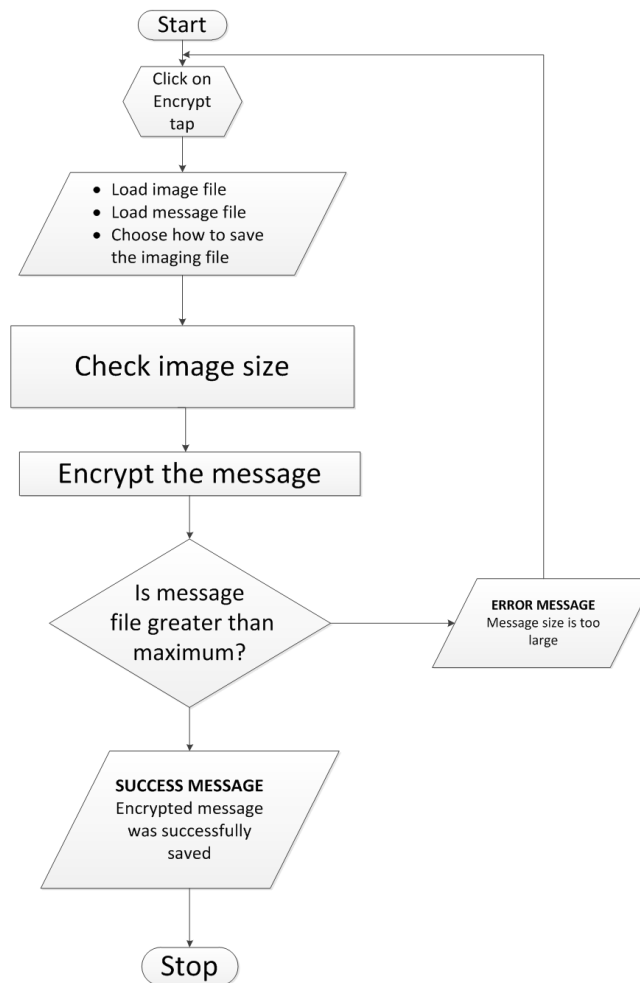 Start
Click on
Encrypt
tap
• Load image file
• Load message file
• Choose how to save
the imaging file
Check image size
Encrypt the message
Is message
file greater than
maximum?
ERROR MESSAGE
Message size is too
large
SUCCESS MESSAGE
Encrypted message
was successfully
saved
Stop